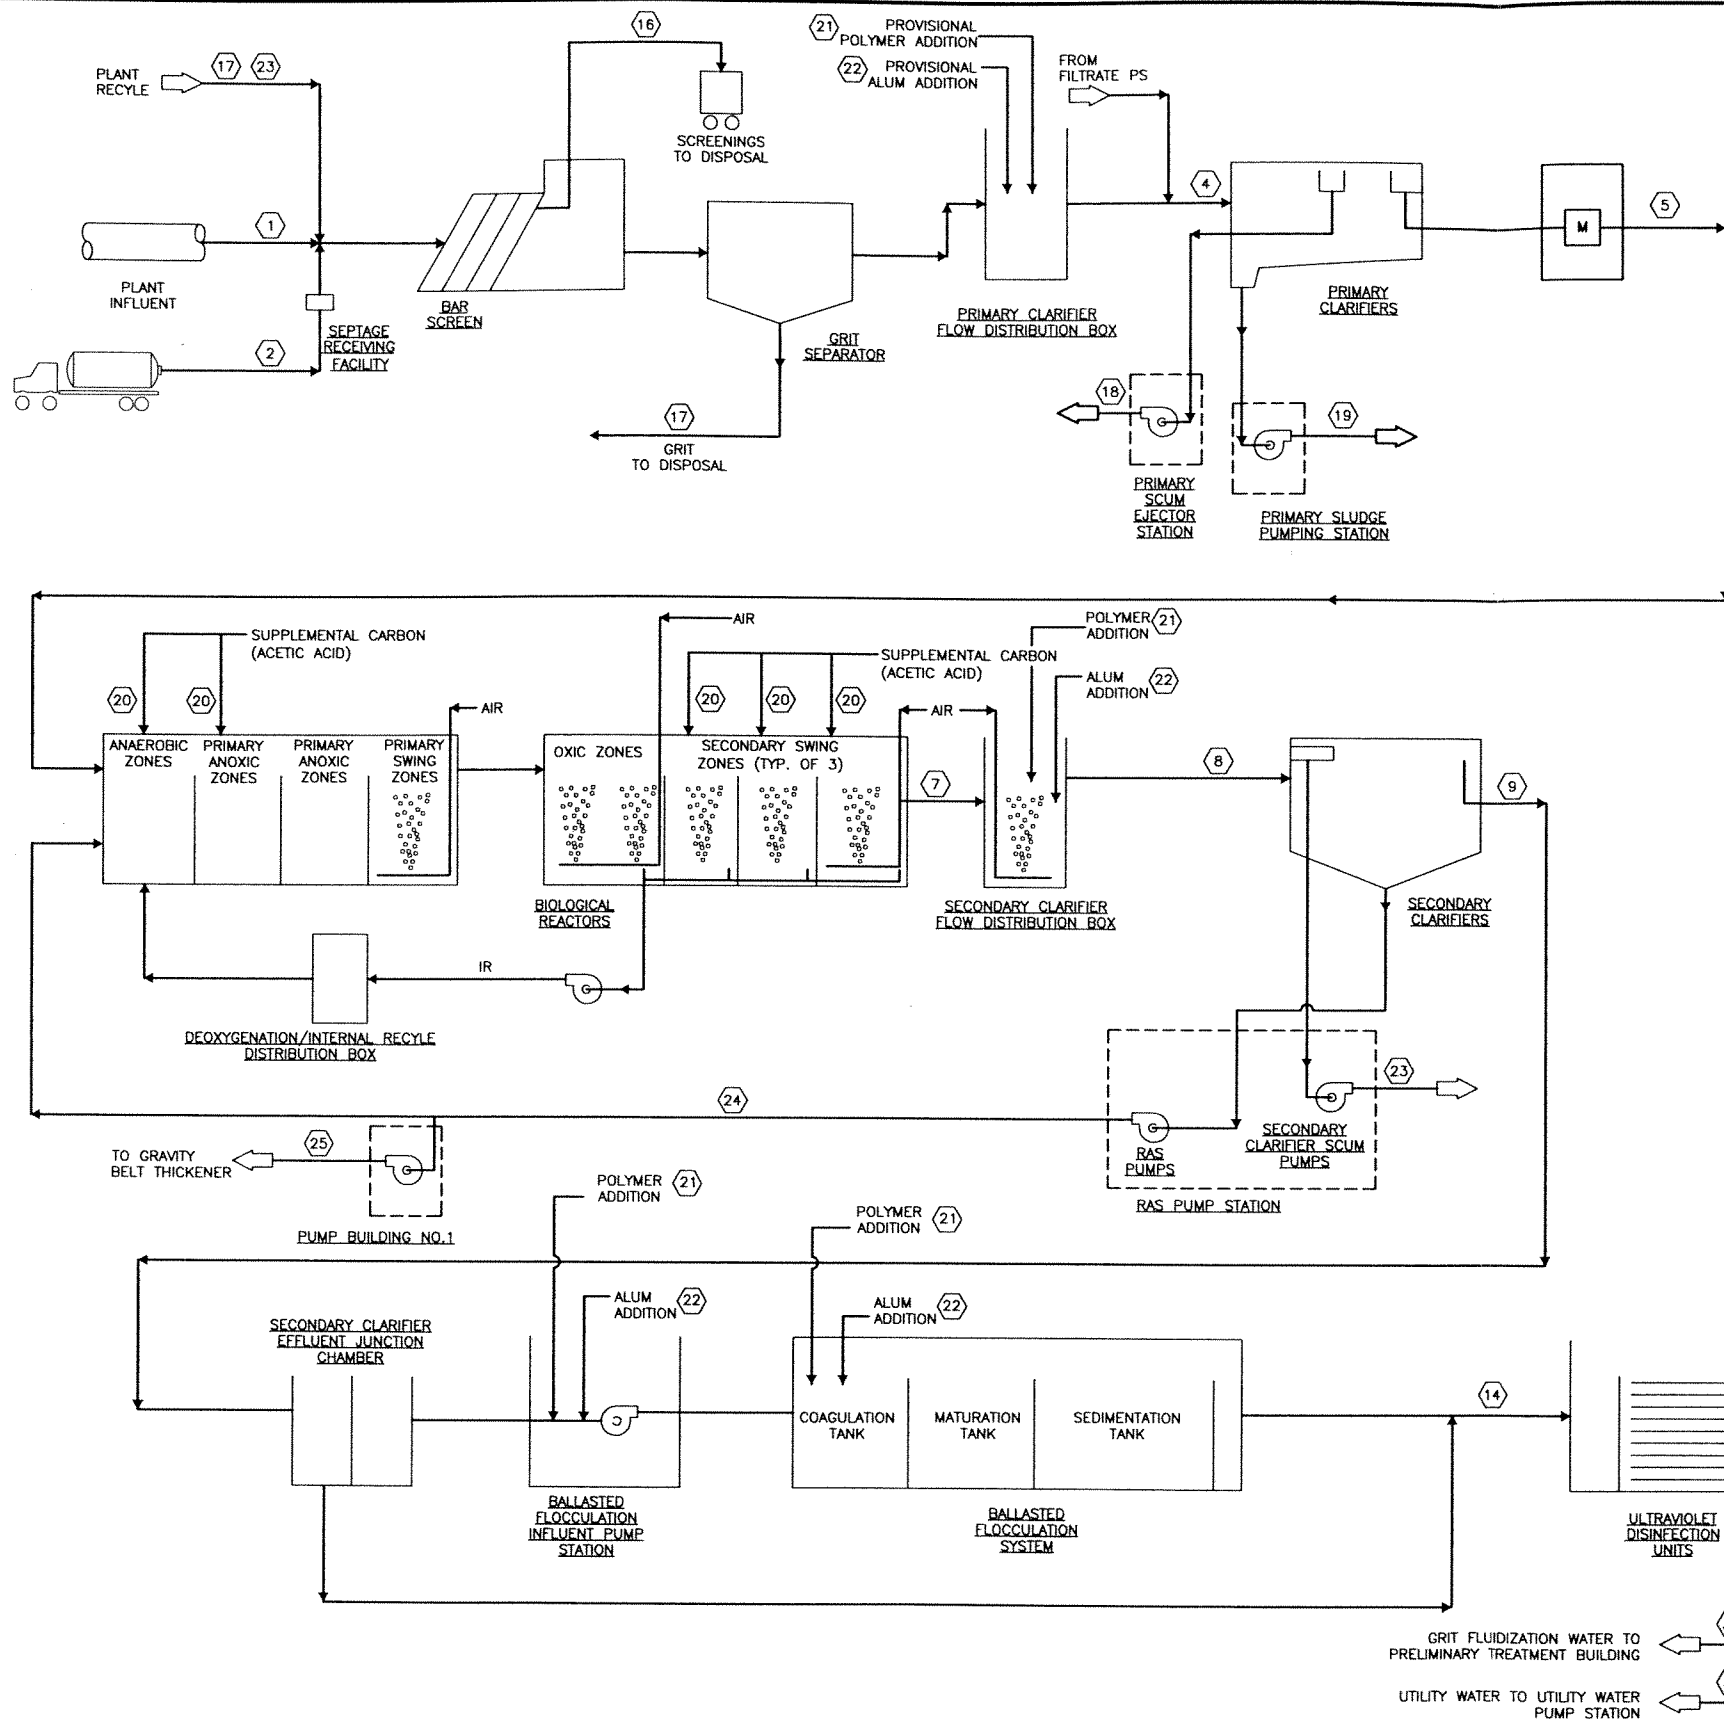 16
21
PROVISIONAL
POLYMER ADDITION
22
PROVISIONAL
ALUM ADDITION
FROM
FILTRATE PS
PLANT
RECYLE
17
23
SCREENINGS
TO DISPOSAL
4
5
M
1
PLANT
INFLUENT
BAR
SCREEN
SEPTAGE
RECEIVING
FACILITY
2
GRIT
SEPARATOR
PRIMARY CLARIFIER
FLOW DISTRIBUTION BOX
PRIMARY
CLARIFIERS
17
GRIT
TO DISPOSAL
18
19
PRIMARY
SCUM
EJECTOR
STATION
PRIMARY SLUDGE
PUMPING STATION
SUPPLEMENTAL CARBON
(ACETIC ACID)
AIR
SUPPLEMENTAL CARBON
(ACETIC ACID)
POLYMER
ADDITION
21
ALUM
ADDITION
22
20
20
AIR
20
20
20
AIR
ANAEROBIC
ZONES
PRIMARY
ANOXIC
ZONES
PRIMARY
ANOXIC
ZONES
PRIMARY
SWING
ZONES
OXIC ZONES
SECONDARY SWING
ZONES (TYP. OF 3)
7
8
9
BIOLOGICAL
REACTORS
SECONDARY CLARIFIER
FLOW DISTRIBUTION BOX
SECONDARY
CLARIFIERS
IR
DEOXYGENATION/INTERNAL RECYLE
DISTRIBUTION BOX
24
23
RAS
PUMPS
SECONDARY
CLARIFIER SCUM
PUMPS
RAS PUMP STATION
TO GRAVITY
BELT THICKENER
25
PUMP BUILDING NO.1
POLYMER
ADDITION
21
POLYMER
ADDITION
21
ALUM
ADDITION
22
ALUM
ADDITION
22
SECONDARY CLARIFIER
EFFLUENT JUNCTION
CHAMBER
COAGULATION
TANK
MATURATION
TANK
SEDIMENTATION
TANK
14
BALLASTED
FLOCCULATION
INFLUENT PUMP
STATION
BALLASTED
FLOCCULATION
SYSTEM
ULTRAVIOLET
DISINFECTION
UNITS
GRIT FLUIDIZATION WATER TO
PRELIMINARY TREATMENT BUILDING
UTILITY WATER TO UTILITY WATER
PUMP STATION